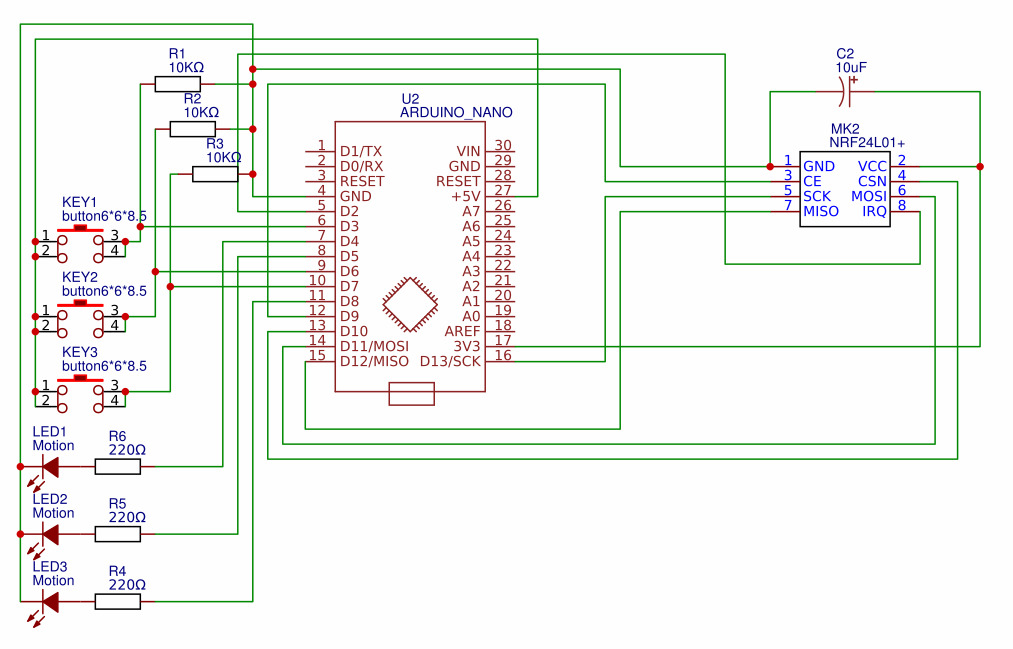 R1
10KΩ
R2
10KΩ
R3
10KΩ
KEY1
button6*6*8.5
1 3
2 4
KEY2
button6*6*8.5
1 3
2 4
KEY3
button6*6*8.5
1 3
2 4
LED1
Motion
R6
220Ω
LED2
Motion
R5
220Ω
LED3
Motion
R4
220Ω
U2
ARDUINO_NANO
1 D1/TX VIN 30
2 D0/RX GND 29
3 RESET RESET 28
4 GND +5V 27
5 D2 A7 26
6 D3 A6 25
7 D4 A5 24
8 D5 A4 23
9 D6 A3 22
10 D7 A2 21
11 D8 A1 20
12 D9 A0 19
13 D10 AREF 18
14 D11/MOSI 3V3 17
15 D12/MISO D13/SCK 16
C2
10uF
+
MK2
NRF24L01+
1 GND VCC 2
3 CE CSN 4
5 SCK MOSI 6
7 MISO IRQ 8